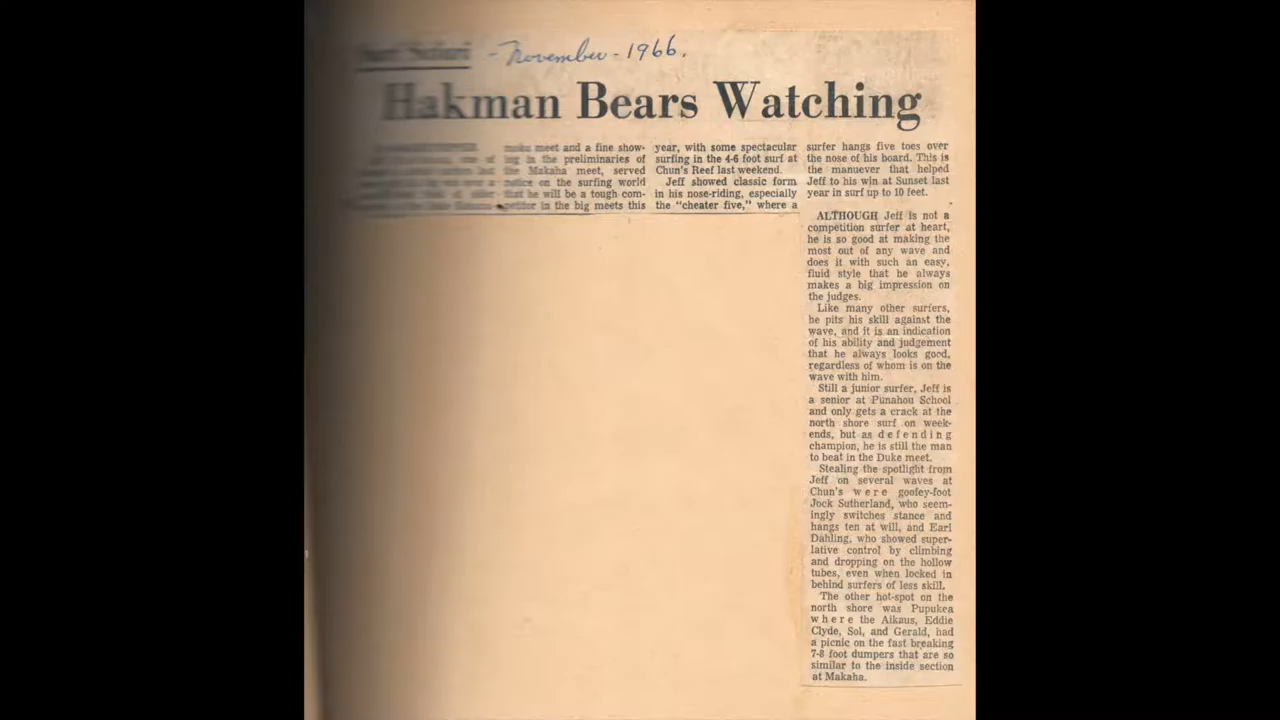 Surf Safari - November - 1966.
Hakman Bears Watching
meet and a fine show-
ing in the preliminaries of
the Makaha meet, served
notice on the surfing world
that he will be a tough com-
petitor in the big meets this
year, with some spectacular
surfing in the 4-6 foot surf at
Chun's Reef last weekend.
Jeff showed classic form
in his nose-riding, especially
the "cheater five," where a
surfer hangs five toes over
the nose of his board. This is
the manuever that helped
Jeff to his win at Sunset last
year in surf up to 10 feet.
ALTHOUGH Jeff is not a
competition surfer at heart,
he is so good at making the
most out of any wave and
does it with such an easy,
fluid style that he always
makes a big impression on
the judges.
Like many other surfers,
he pits his skill against the
wave, and it is an indication
of his ability and judgement
that he always looks good,
regardless of whom is on the
wave with him.
Still a junior surfer, Jeff is
a senior at Punahou School
and only gets a crack at the
north shore surf on week-
ends, but as defending
champion, he is still the man
to beat in the Duke meet.
Stealing the spotlight from
Jeff on several waves at
Chun's were goofey-foot
Jock Sutherland, who seem-
ingly switches stance and
hangs ten at will, and Earl
Dahling, who showed super-
lative control by climbing
and dropping on the hollow
tubes, even when locked in
behind surfers of less skill.
The other hot-spot on the
north shore was Pupukea
where the Aikaus, Eddie
Clyde, Sol, and Gerald, had
a picnic on the fast breaking
7-8 foot dumpers that are so
similar to the inside section
at Makaha.